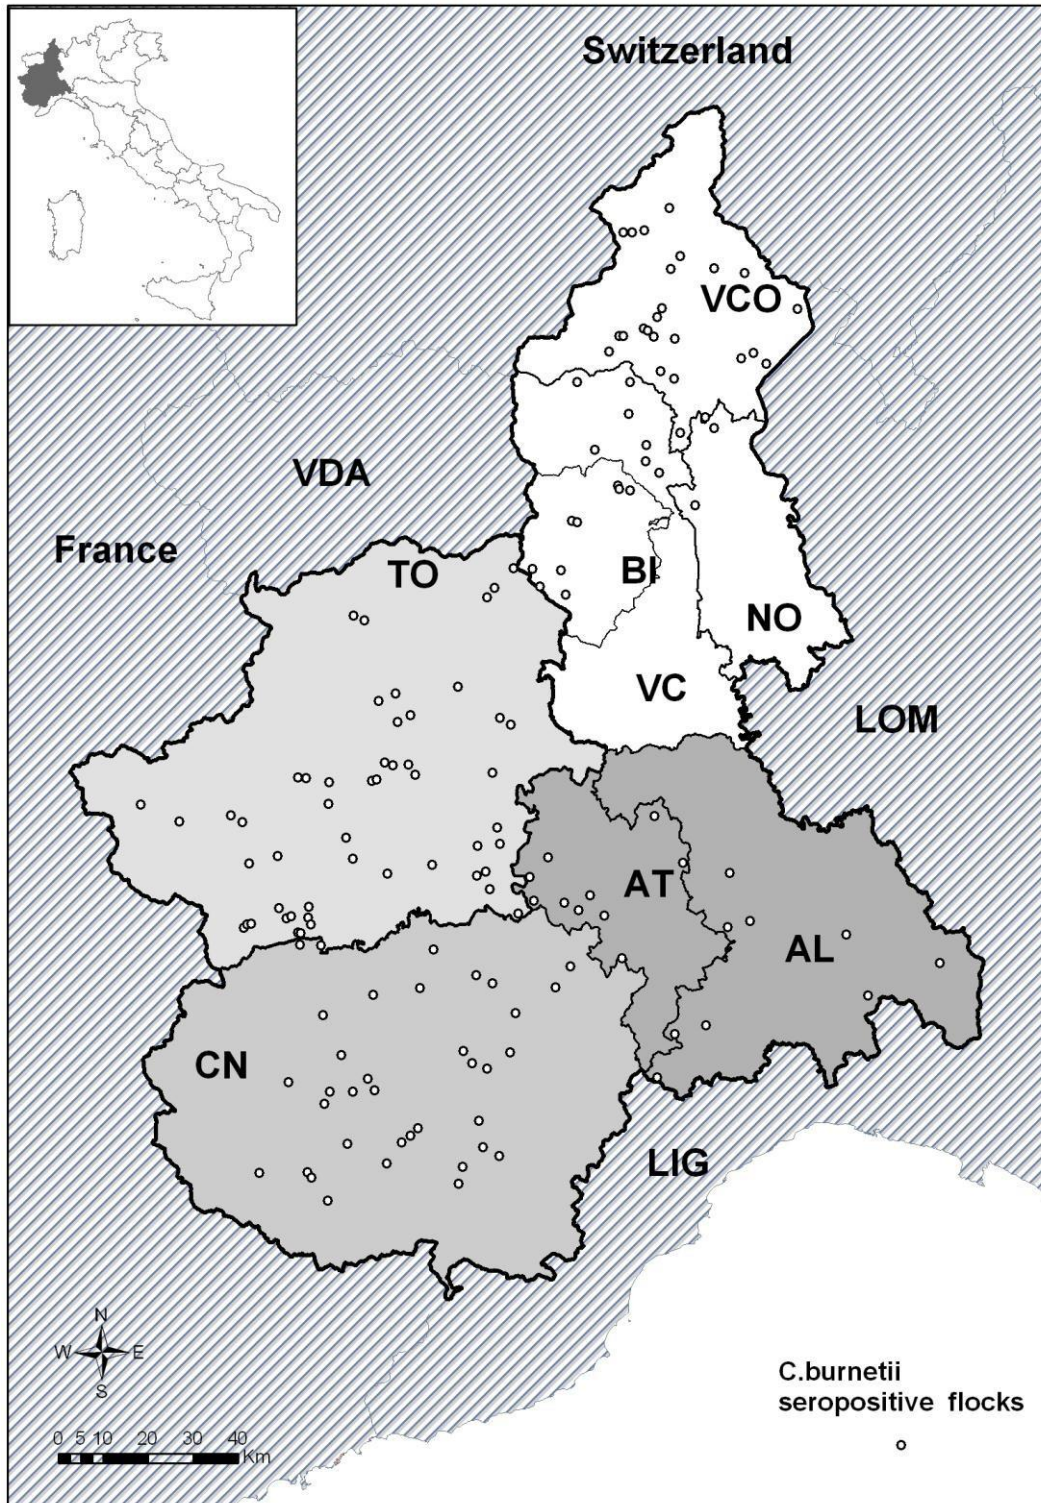 Switzerland
VCO
VDA
France
TO
BI
NO
VC
LOM
AT
AL
CN
LIG
N
W E
S
C.burnetii
seropositive flocks
0 5 10 20 30 40
Km